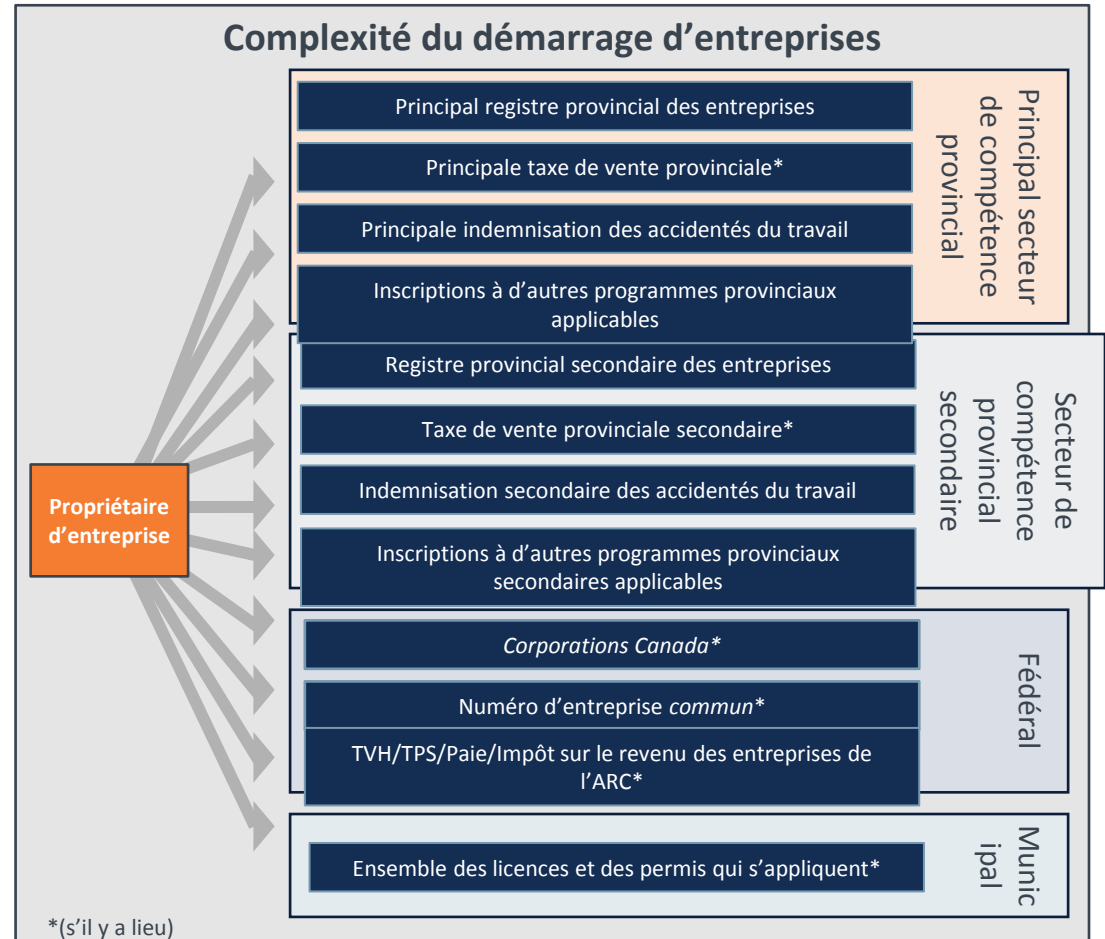 Complexité du démarrage d’entreprises
Principal registre provincial des entreprises
Principale taxe de vente provinciale*
Principale indemnisation des accidentés du travail
Inscriptions à d’autres programmes provinciaux
applicables
Principal secteur
de compétence
provincial
Registre provincial secondaire des entreprises
Taxe de vente provinciale secondaire*
Indemnisation secondaire des accidentés du travail
Inscriptions à d’autres programmes provinciaux
secondaires applicables
Secteur de
compétence
provincial
secondaire
Propriétaire
d’entreprise
Corporations Canada*
Numéro d’entreprise commun*
TVH/TPS/Paie/Impôt sur le revenu des entreprises de
l’ARC*
Fédéral
Ensemble des licences et des permis qui s’appliquent*
Munic
ipal
*(s’il y a lieu)